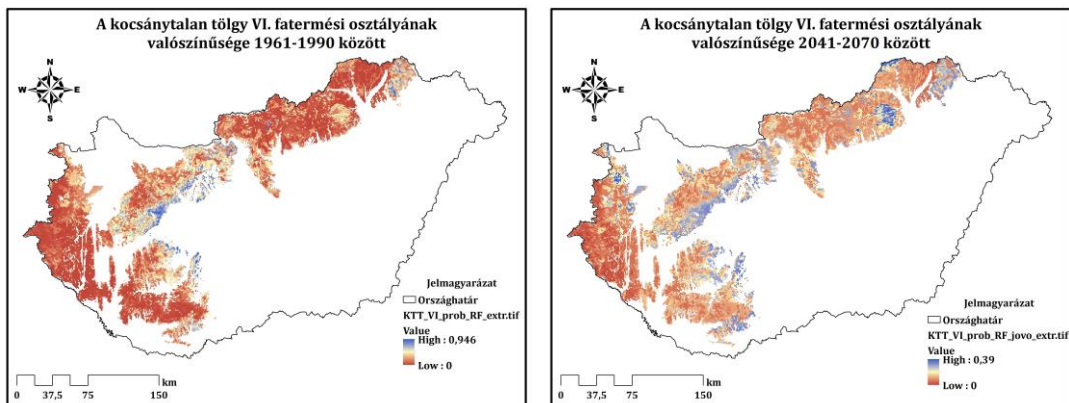 A kocsánytalan tölgy VI. fatermési osztályának
valószínűsége 1961-1990 között
N
W E
S
Jelmagyarázat
Országhatár
KTT_VI_prob_RF_extr.tif
Value
High : 0,946
Low : 0
km
0 37,5 75 150
A kocsánytalan tölgy VI. fatermési osztályának
valószínűsége 2041-2070 között
N
W E
S
Jelmagyarázat
Országhatár
KTT_VI_prob_RF_jovo_extr.tif
Value
High : 0,39
Low : 0
km
0 37,5 75 150